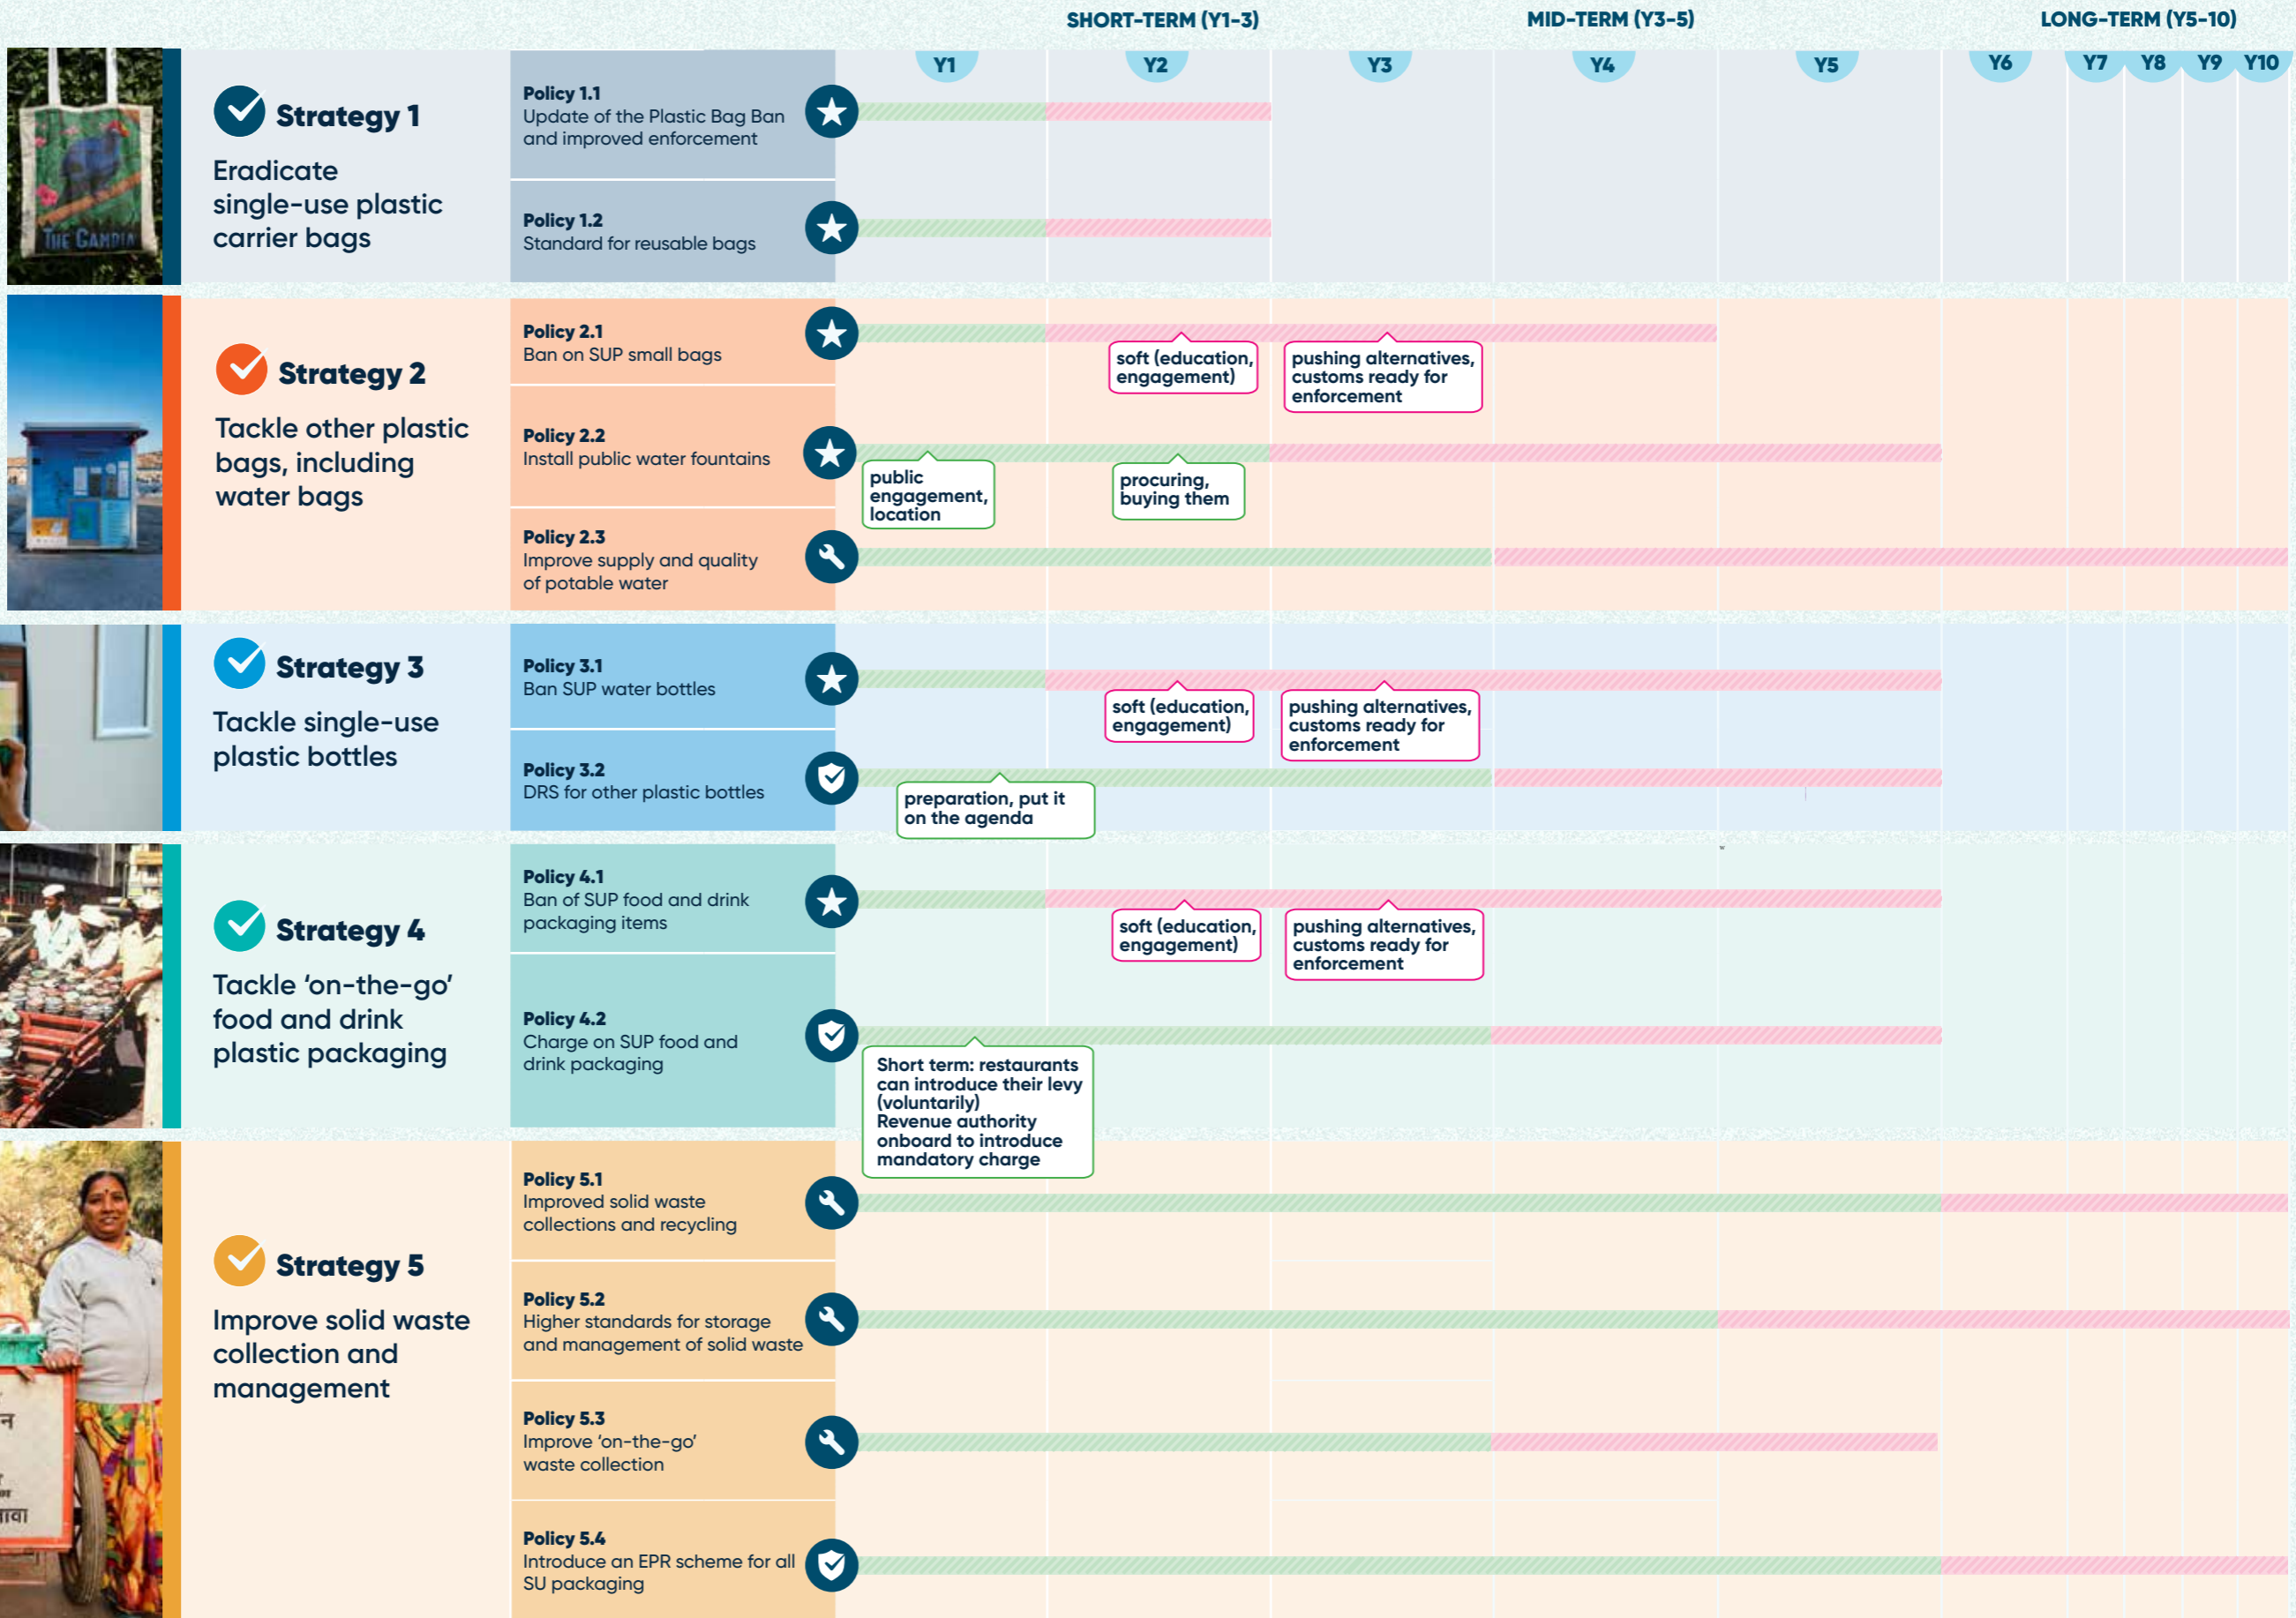 SHORT-TERM (Y1-3)
MID-TERM (Y3-5)
LONG-TERM (Y5-10)
Y1
Y2
Y3
Y4
Y5
Y6
Y7
Y8
Y9
Y10
THE GAMBIA
Strategy 1
Eradicate
single-use plastic
carrier bags
Policy 1.1
Update of the Plastic Bag Ban
and improved enforcement
Policy 1.2
Standard for reusable bags
Strategy 2
Tackle other plastic
bags, including
water bags
Policy 2.1
Ban on SUP small bags
soft (education,
engagement)
pushing alternatives,
customs ready for
enforcement
Policy 2.2
Install public water fountains
public
engagement,
location
procuring,
buying them
Policy 2.3
Improve supply and quality
of potable water
Strategy 3
Tackle single-use
plastic bottles
Policy 3.1
Ban SUP water bottles
soft (education,
engagement)
pushing alternatives,
customs ready for
enforcement
Policy 3.2
DRS for other plastic bottles
preparation, put it
on the agenda
Strategy 4
Tackle ‘on-the-go’
food and drink
plastic packaging
Policy 4.1
Ban of SUP food and drink
packaging items
soft (education,
engagement)
pushing alternatives,
customs ready for
enforcement
Policy 4.2
Charge on SUP food and
drink packaging
Short term: restaurants
can introduce their levy
(voluntarily)
Revenue authority
onboard to introduce
mandatory charge
Strategy 5
Improve solid waste
collection and
management
Policy 5.1
Improved solid waste
collections and recycling
Policy 5.2
Higher standards for storage
and management of solid waste
Policy 5.3
Improve ‘on-the-go’
waste collection
Policy 5.4
Introduce an EPR scheme for all
SU packaging